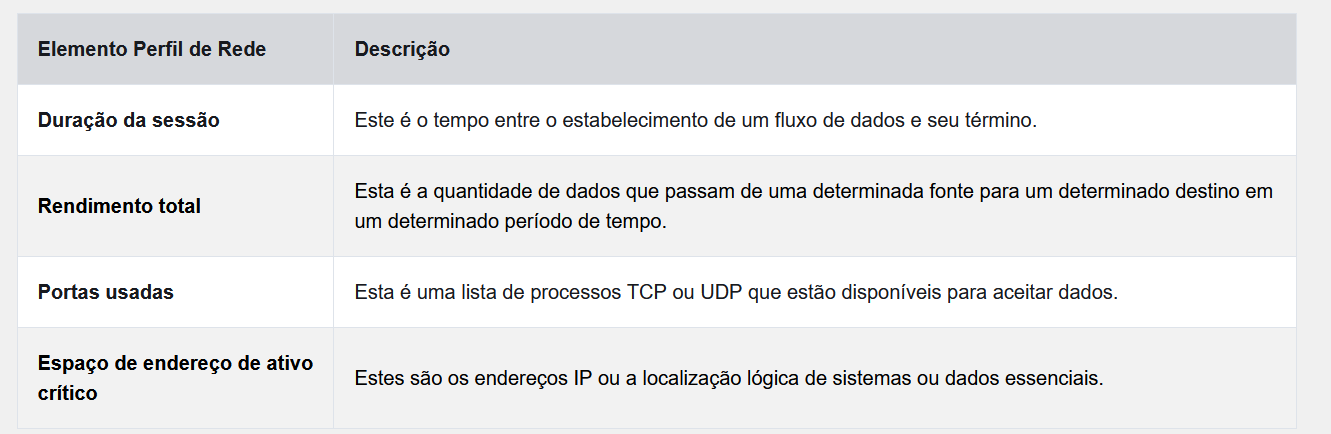 Elemento Perfil de Rede
Descrição
Duração da sessão
Este é o tempo entre o estabelecimento de um fluxo de dados e seu término.
Rendimento total
Esta é a quantidade de dados que passam de uma determinada fonte para um determinado destino em
um determinado período de tempo.
Portas usadas
Esta é uma lista de processos TCP ou UDP que estão disponíveis para aceitar dados.
Espaço de endereço de ativo
crítico
Estes são os endereços IP ou a localização lógica de sistemas ou dados essenciais.